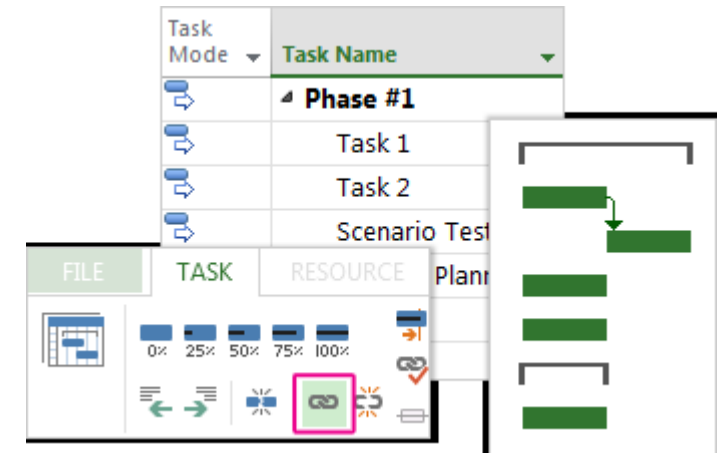 Task
Mode
Task Name
Phase #1
Task 1
Task 2
Scenario Test
Plann
FILE
TASK
RESOURCE
0% 25% 50% 75% 100%